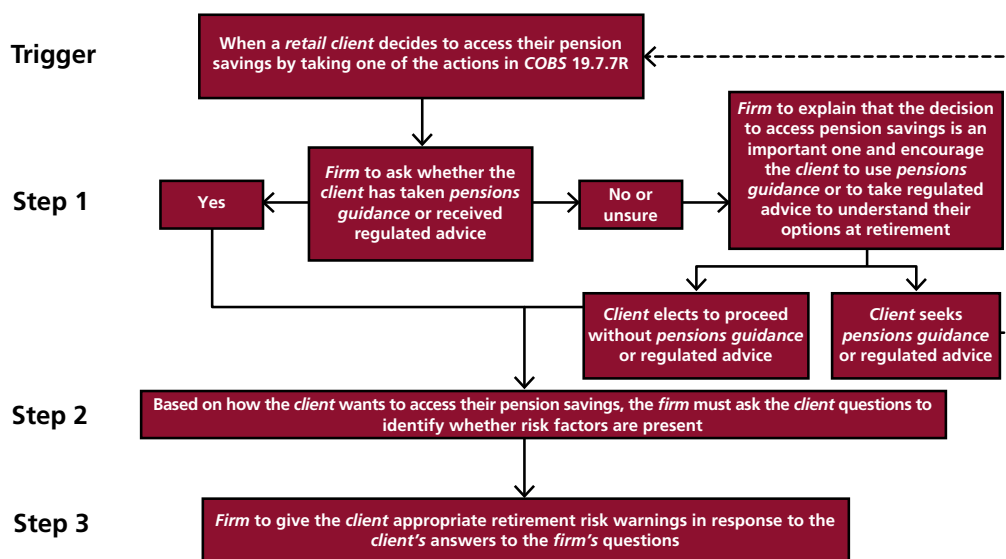 Trigger
When a retail client decides to access their pension
savings by taking one of the actions in COBS 19.7.7R
Step 1
Yes
Firm to ask whether the
client has taken pensions
guidance or received
regulated advice
No or
unsure
Firm to explain that the decision
to access pension savings is an
important one and encourage
the client to use pensions
guidance or to take regulated
advice to understand their
options at retirement
Client elects to proceed
without pensions guidance
or regulated advice
Client seeks
pensions guidance
or regulated advice
Step 2
Based on how the client wants to access their pension savings, the firm must ask the client questions to
identify whether risk factors are present
Step 3
Firm to give the client appropriate retirement risk warnings in response to the
client's answers to the firm's questions